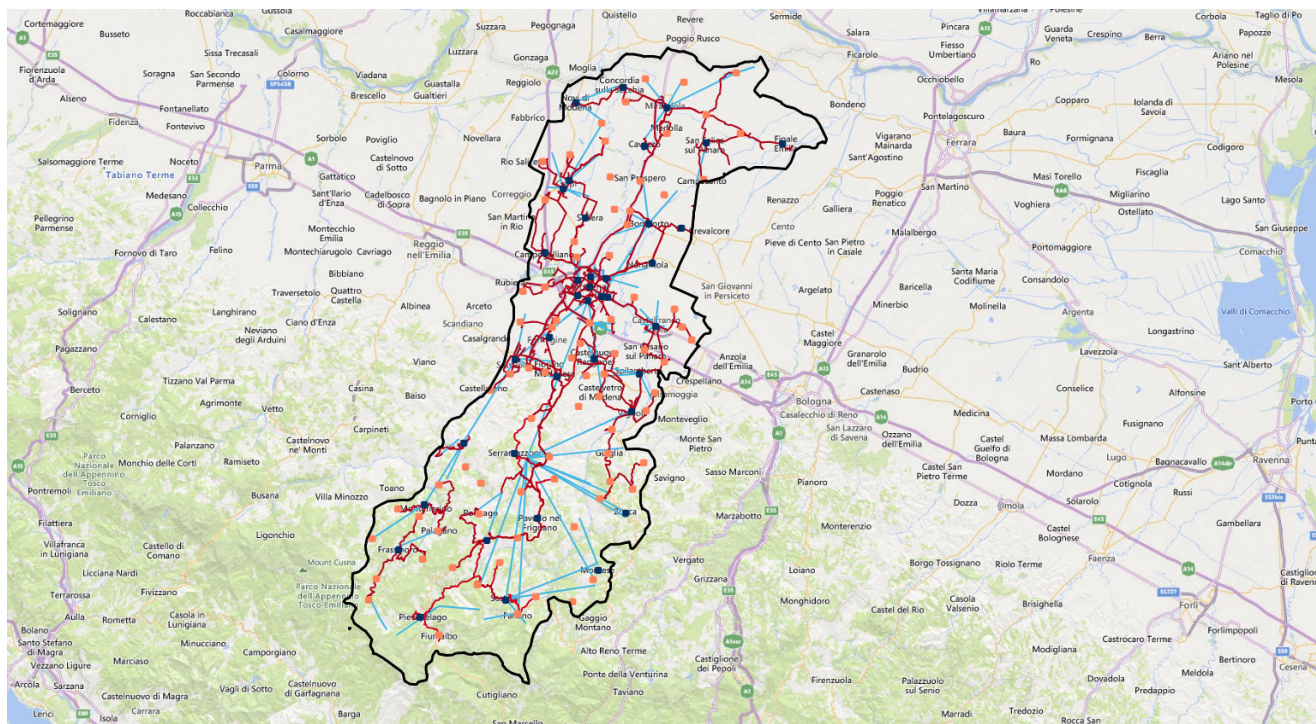 Cortemaggiore
Busseto
Roccabianca
Gussola
Casalmaggiore
Suzzara
Pegognaga
Quistello
Revere
Sermide
Salara
Ficarolo
Fiesso
Umbertiano
Pincara
Guarda
Veneta
Crespino
Berra
Corbola
Papozze
Taglio di Po
Ariano nel
Polesine
Mesola
Fiorenzuola
d'Arda
Soragna
San Secondo
Parmense
Sissa Trecasali
Colorno
Viadana
Brescello
Guastalla
Gualtieri
Luzzara
Gonzaga
Reggiolo
Moglia
Poggio Rusco
Concordia
sulla Secchia
Novi di
Modena
Mirandola
Medolla
Cavezzo
San Felice
sul Panaro
Finale
Emilia
Bondeno
Occhiobello
Pontelagoscuro
Ro
Copparo
Iolanda di
Savoia
Codigoro
Alseno
Fontanellato
Fontevivo
Fidenza
Sorbolo
Poviglio
Castelnovo
di Sotto
Novellara
Fabbrico
Rio Saliceto
Correggio
San Prospero
Camposanto
Vigarano
Mainarda
Ferrara
Baura
Formignana
Tamara
Sant'Agostino
Salsomaggiore Terme
Tabiano Terme
Noceto
Medesano
Parma
Gattatico
Sant'Ilario
d'Enza
Cadelbosco
di Sopra
Bagnolo in Piano
San Martino
in Rio
Soliera
Bomporto
Crevalcore
Renazzo
Cento
Galliera
Poggio
Renatico
San Martino
Masi Torello
Voghiera
Fiscaglia
Migliarino
Ostellato
Lago Santo
San Giuseppe
Comacchio
Pellegrino
Parmense
Collecchio
Felino
Fornovo di Taro
Montechiarugolo
Cavriago
Montecchio
Emilia
Reggio
nell'Emilia
Bibbiano
Campogalliano
Rubiera
Nonantola
Pieve di Cento
San Pietro
in Casale
Malalbergo
Portomaggiore
Consandolo
Santa Maria
Codifiume
Molinella
Argenta
Valli di Comacchio
Traversetolo
Quattro
Castella
Albinea
Arceto
Scandiano
Casalgrande
Langhirano
Neviano
degli Arduini
Ciano d'Enza
Solignano
Calestano
San Giovanni
in Persiceto
Argelato
Baricella
Minerbio
Castel
Maggiore
Granarolo
dell'Emilia
Budrio
Longastrino
Lavezzola
Sant'Alberto
Alfonsine
Conselice
Pagazzano
Berceto
Tizzano Val Parma
Viano
Casina
Baiso
Carpineti
Vetto
Corniglio
Agrimonte
Palanzano
Castelnovo
ne' Monti
Formigine
Fiorano
Castelvetro
di Modena
Spilamberto
San Cesario
sul Panaro
Crespellano
Anzola
dell'Emilia
Bologna
Casalecchio di Reno
San Lazzaro
di Savena
Castenaso
Medicina
Ozzano
dell'Emilia
Fusignano
Massa Lombarda
Lugo
Bagnacavallo
Cotignola
Russi
Ravenna
Vignola
Valsamoggia
Monteveglio
Monte San
Pietro
Parco
Nazionale
dell'Appennino
Tosco
Emiliano
Monchio delle Corti
Ramiseto
Busana
Villa Minozzo
Toano
Ligonchio
Serramazzoni
Guiglia
Savigno
Sasso Marconi
Pianoro
Castel
Guelfo di
Bologna
Castel San
Pietro Terme
Mordano
Solarolo
Dozza
Imola
Castel
Bolognese
Faenza
Gambellara
Pontremoli
Filattiera
Villafranca
in Lunigiana
Castello di
Comano
Licciana Nardi
Terrarossa
Fivizzano
Mount Cusna
Parco Nazionale
dell'Appennino
Tosco Emiliano
Montefiorino
Palagano
Frassinoro
Polinago
Pavullo nel
Frignano
Zocca
Montese
Marzabotto
Vergato
Grizzana
Monterenzio
Loiano
Monghidoro
Borgo Tossignano
Riolo Terme
Casola
Valsenio
Brisighella
Castel del Rio
Forlì
Forlimpopoli
Bertinoro
Castrocaro Terme
Meldola
Cesena
Bolano
Santo Stefano
di Magra
Vezzano Ligure
Arcola
Lerici
Sarzana
Aulla
Rometta
Marciaso
Isola
Carrara
Casola in
Lunigiana
Minucciano
Camporgiano
Castelnuovo di Magra
Vagli di Sotto
Castelnuovo
di Garfagnana
Barga
Pievepelago
Fiumalbo
Fanano
Cutigliano
San Marcello
Gaggio
Montano
Alto Reno Terme
Ponte della Venturina
Taviano
Castiglione
dei Pepoli
Firenzuola
Palazzuolo
sul Senio
Marradi
Modigliana
Tredozio
Dovadola
Rocca San
Predappio